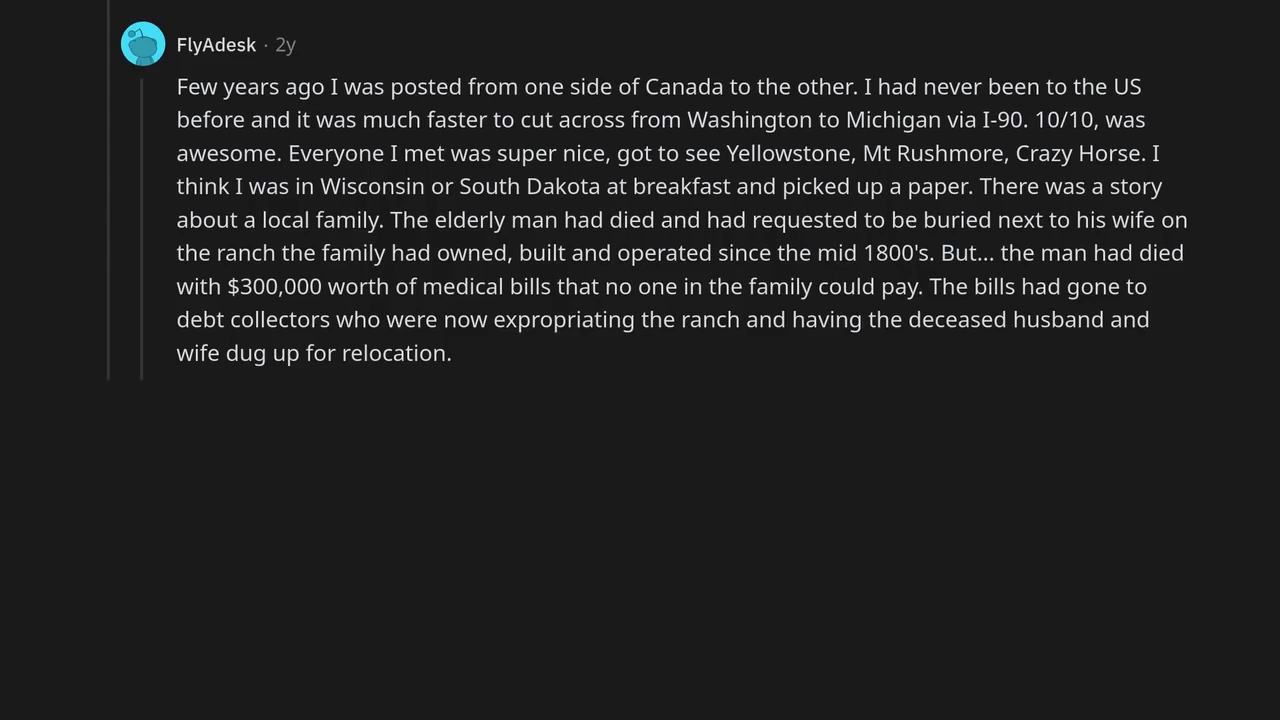 FlyAdesk · 2y
Few years ago I was posted from one side of Canada to the other. I had never been to the US
before and it was much faster to cut across from Washington to Michigan via I-90. 10/10, was
awesome. Everyone I met was super nice, got to see Yellowstone, Mt Rushmore, Crazy Horse. I
think I was in Wisconsin or South Dakota at breakfast and picked up a paper. There was a story
about a local family. The elderly man had died and had requested to be buried next to his wife on
the ranch the family had owned, built and operated since the mid 1800's. But... the man had died
with $300,000 worth of medical bills that no one in the family could pay. The bills had gone to
debt collectors who were now expropriating the ranch and having the deceased husband and
wife dug up for relocation.